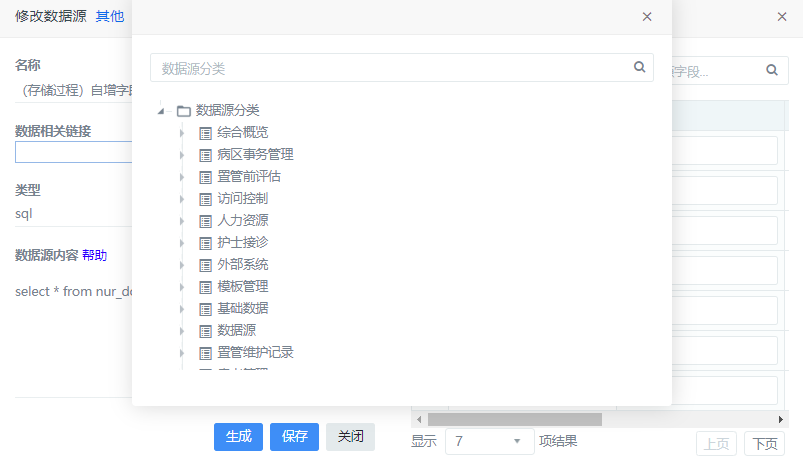 修改数据源 其他
名称
（存储过程）自增字
数据相关链接
类型
sql
数据源内容 帮助
select * from nur_d
生成 保存 关闭
数据源分类
数据源分类
综合概览
病区事务管理
置管前评估
访问控制
人力资源
护士接诊
外部系统
模板管理
基础数据
数据源
置管维护记录
字段...
显示 7 项结果
上页 下页